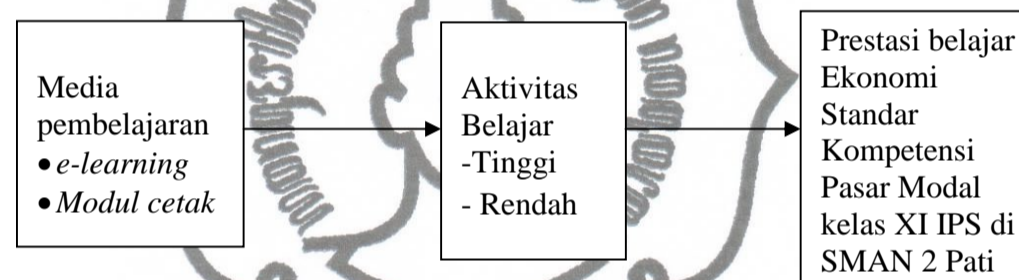 Media
pembelajaran
• e-learning
• Modul cetak
Aktivitas
Belajar
-Tinggi
- Rendah
Prestasi belajar
Ekonomi
Standar
Kompetensi
Pasar Modal
kelas XI IPS di
SMAN 2 Pati